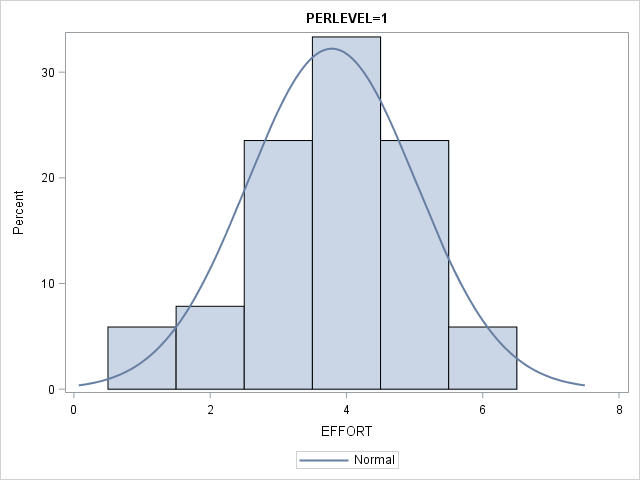 PERLEVEL=1
30
20
10
0
Percent
0 2 4 6 8
EFFORT
Normal